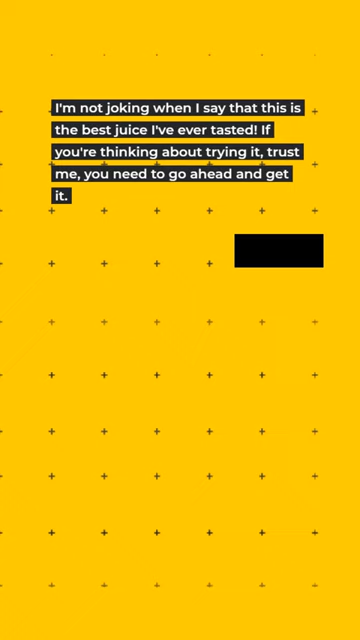 I'm not joking when I say that this is
the best juice I've ever tasted! If
you're thinking about trying it, trust
me, you need to go ahead and get
it.